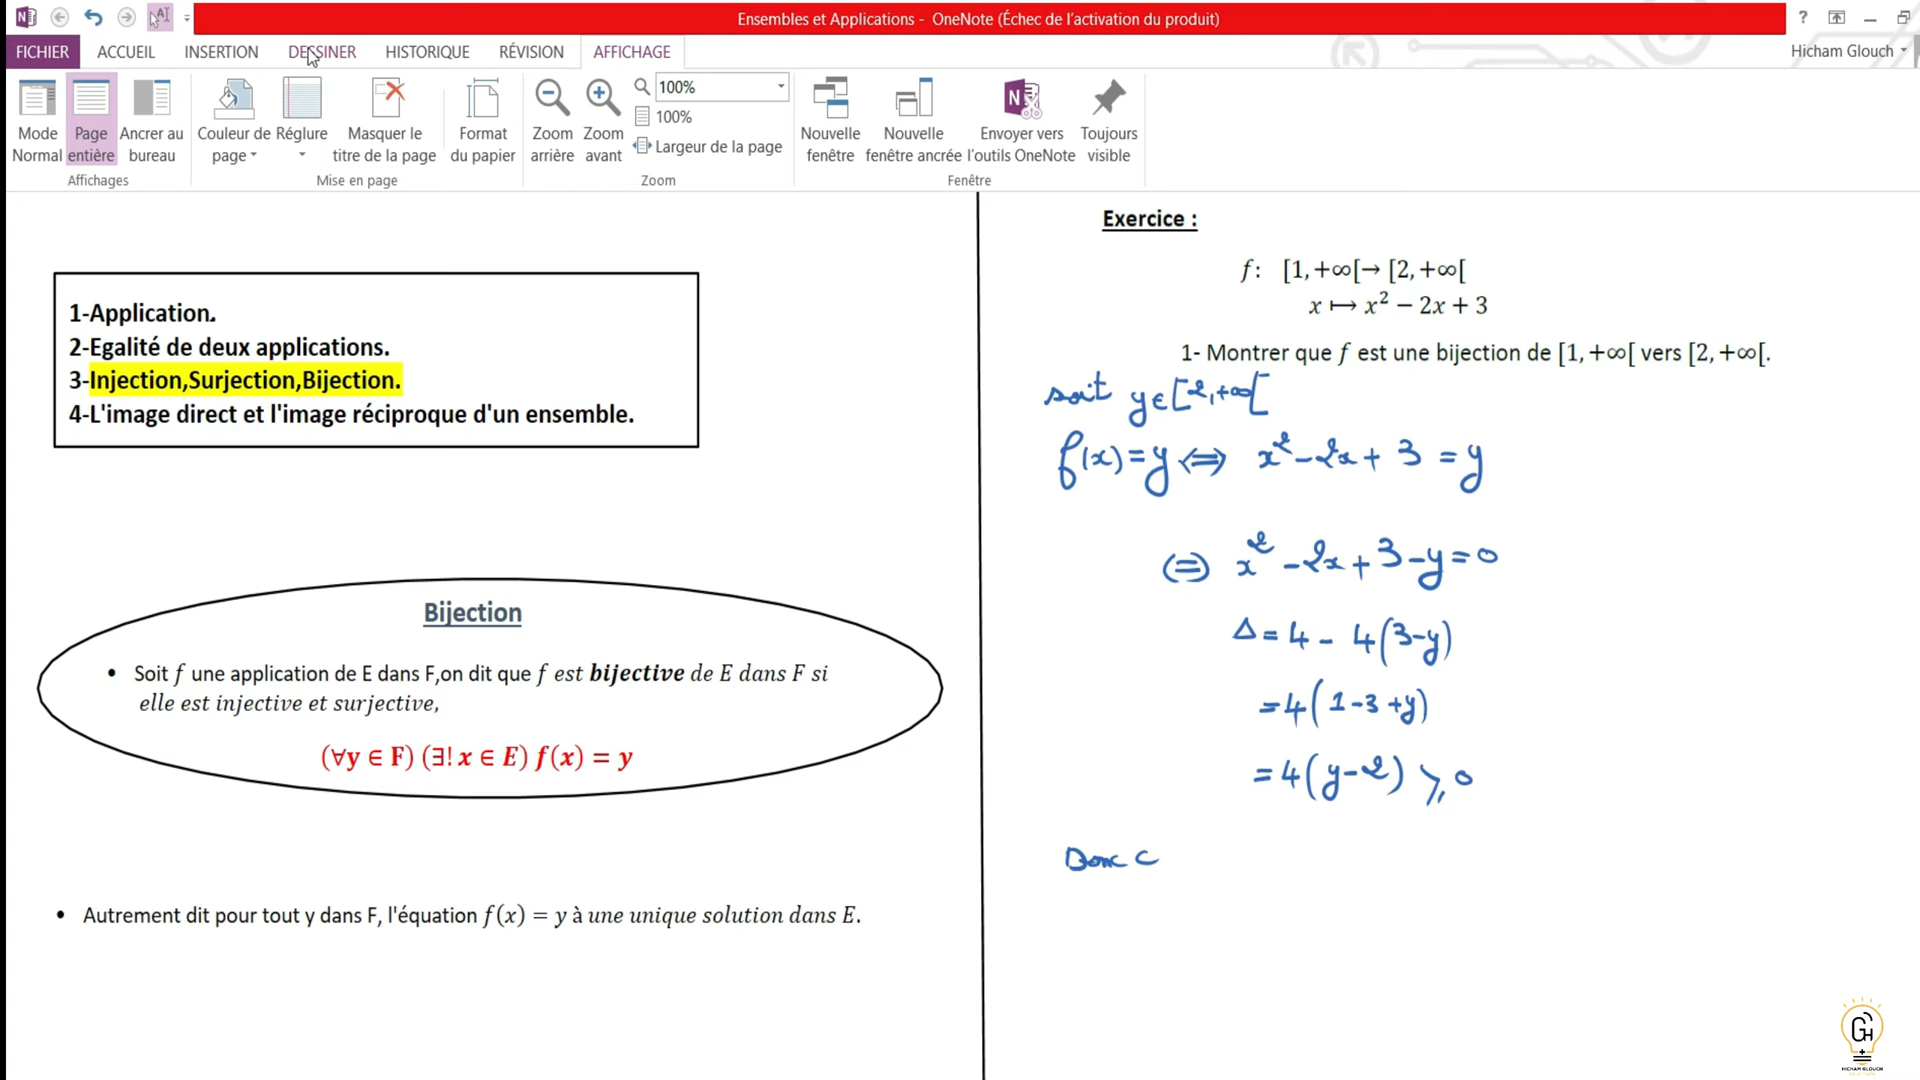 Ensembles et Applications - OneNote (Échec de l'activation du produit)
Hicham Glouch
FICHIER ACCUEIL INSERTION DESSINER HISTORIQUE RÉVISION AFFICHAGE
Mode Normal
Page entière
Ancrer au bureau
Couleur de page
Réglure
Masquer le titre de la page
Format du papier
Zoom arrière
Zoom avant
100%
100%
Largeur de la page
Nouvelle fenêtre
Nouvelle fenêtre ancrée
Envoyer vers l'outils OneNote
Toujours visible
Affichages
Mise en page
Zoom
Fenêtre
1-Application.
2-Egalité de deux applications.
3-Injection,Surjection,Bijection.
4-L'image direct et l'image réciproque d'un ensemble.
Bijection
• Soit f une application de E dans F,on dit que f est bijective de E dans F si
elle est injective et surjective,
(∀y ∈ F) (∃! x ∈ E) f(x) = y
• Autrement dit pour tout y dans F, l'équation f(x) = y à une unique solution dans E.
Exercice :
f: [1, +∞[→ [2, +∞[
x ⟼ x² − 2x + 3
1- Montrer que f est une bijection de [1, +∞[ vers [2, +∞[.
soit y∈[2,+∞[
f(x)=y ⟺ x²-2x+3=y
(=) x²-2x+3-y=0
Δ=4-4(3-y)
=4(1-3+y)
=4(y-2) ⩾ 0
Donc C
GH
HICHAM GLOUCH